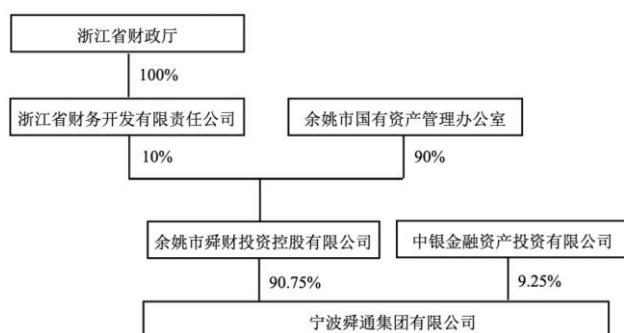 浙江省财政厅
100%
浙江省财务开发有限责任公司
余姚市国有资产管理办公室
10%
90%
余姚市舜财投资控股有限公司
中银金融资产投资有限公司
90.75%
9.25%
宁波舜通集团有限公司